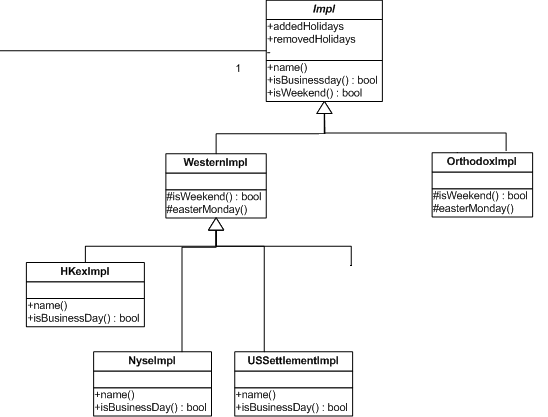 Impl
+addedHolidays
+removedHolidays
-
1
+name()
+isBusinessday() : bool
+isWeekend() : bool
WesternImpl
#isWeekend() : bool
#easterMonday()
OrthodoxImpl
#isWeekend() : bool
#easterMonday()
HKexImpl
+name()
+isBusinessDay() : bool
NyseImpl
+name()
+isBusinessDay() : bool
USSettlementImpl
+name()
+isBusinessDay() : bool